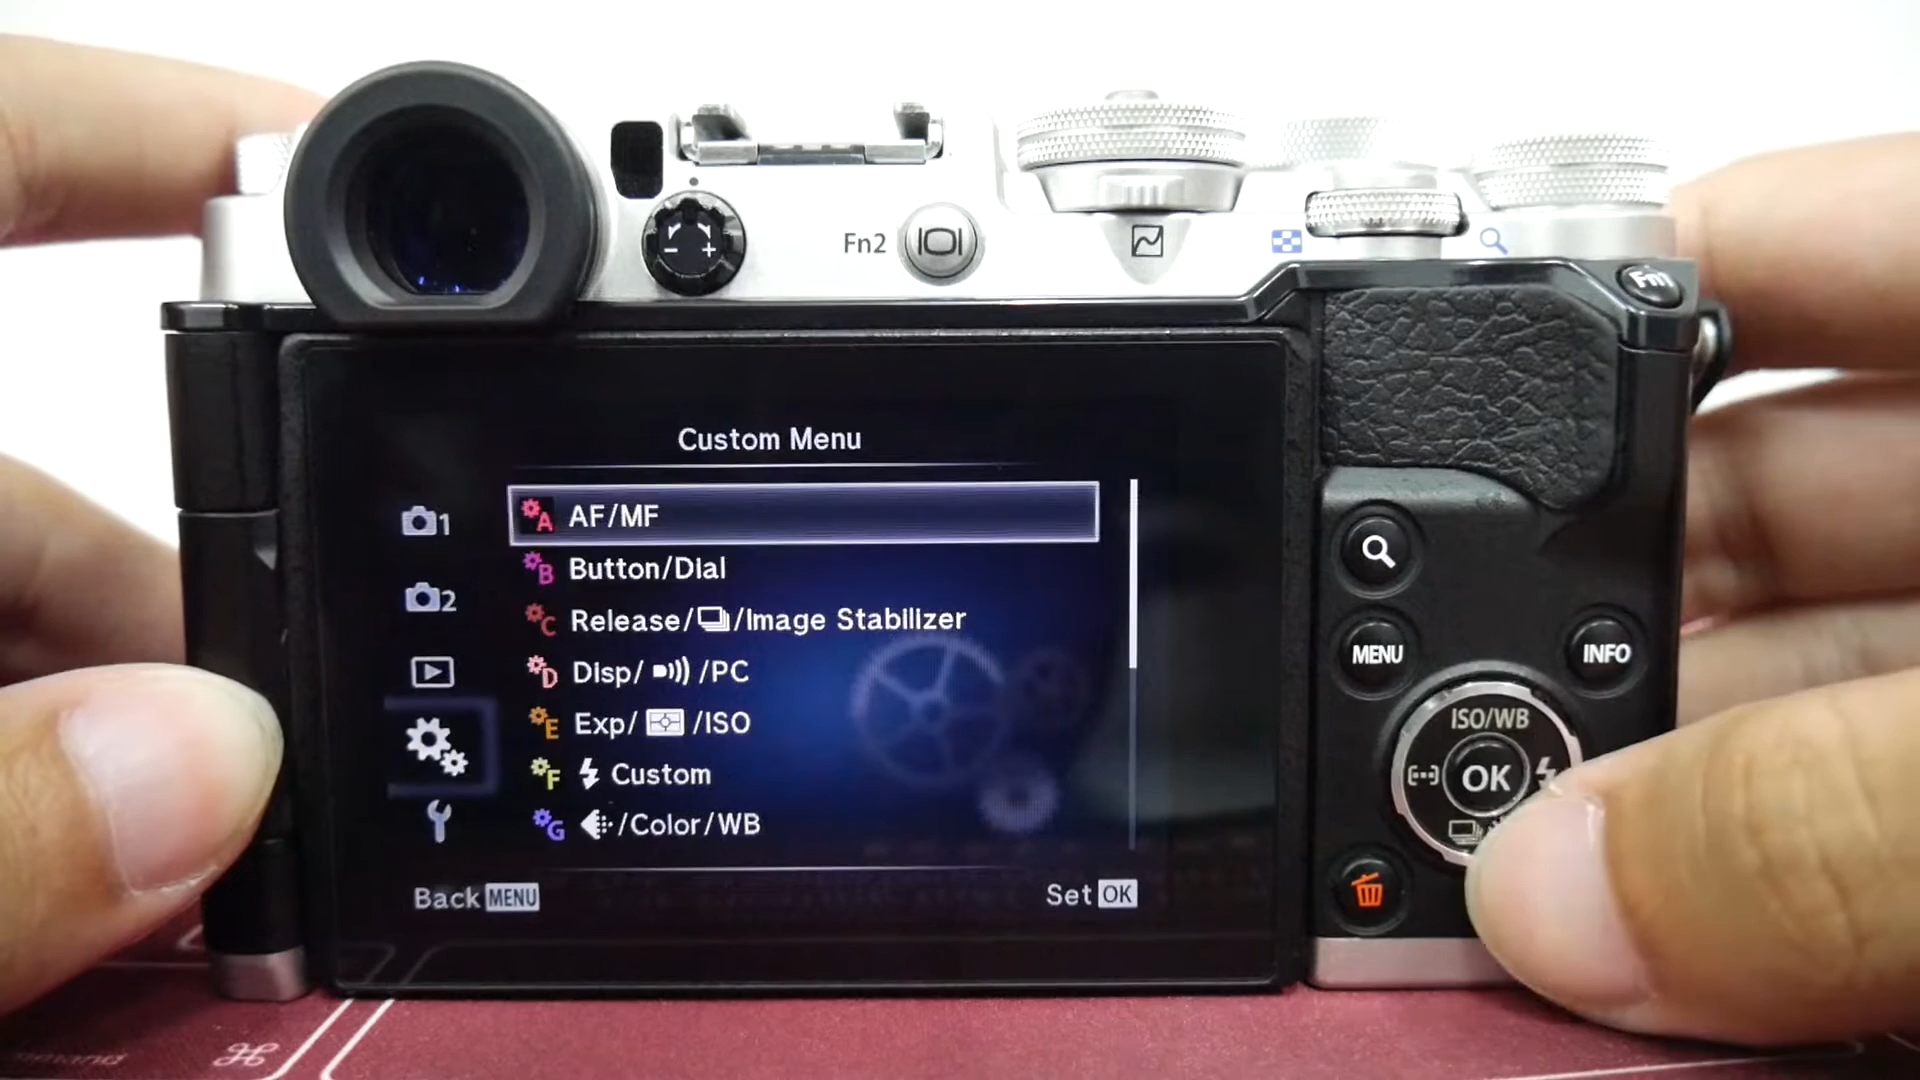 Fn2
Fn1
Custom Menu
1
2
A AF/MF
B Button/Dial
C Release/ /Image Stabilizer
D Disp/ /PC
E Exp/ /ISO
F Custom
G /Color/WB
Back MENU
Set OK
MENU
INFO
ISO/WB
OK
mmand ⌘